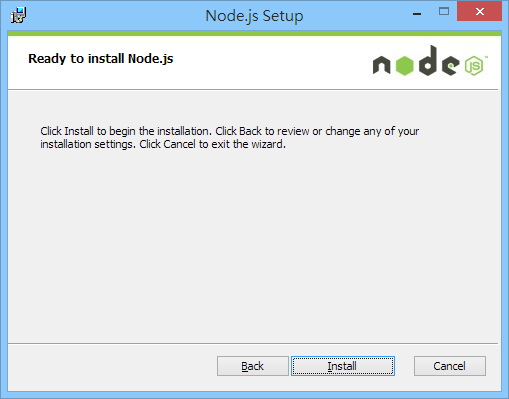 Node.js Setup
Ready to install Node.js
node
JS
Click Install to begin the installation. Click Back to review or change any of your
installation settings. Click Cancel to exit the wizard.
Back
Install
Cancel